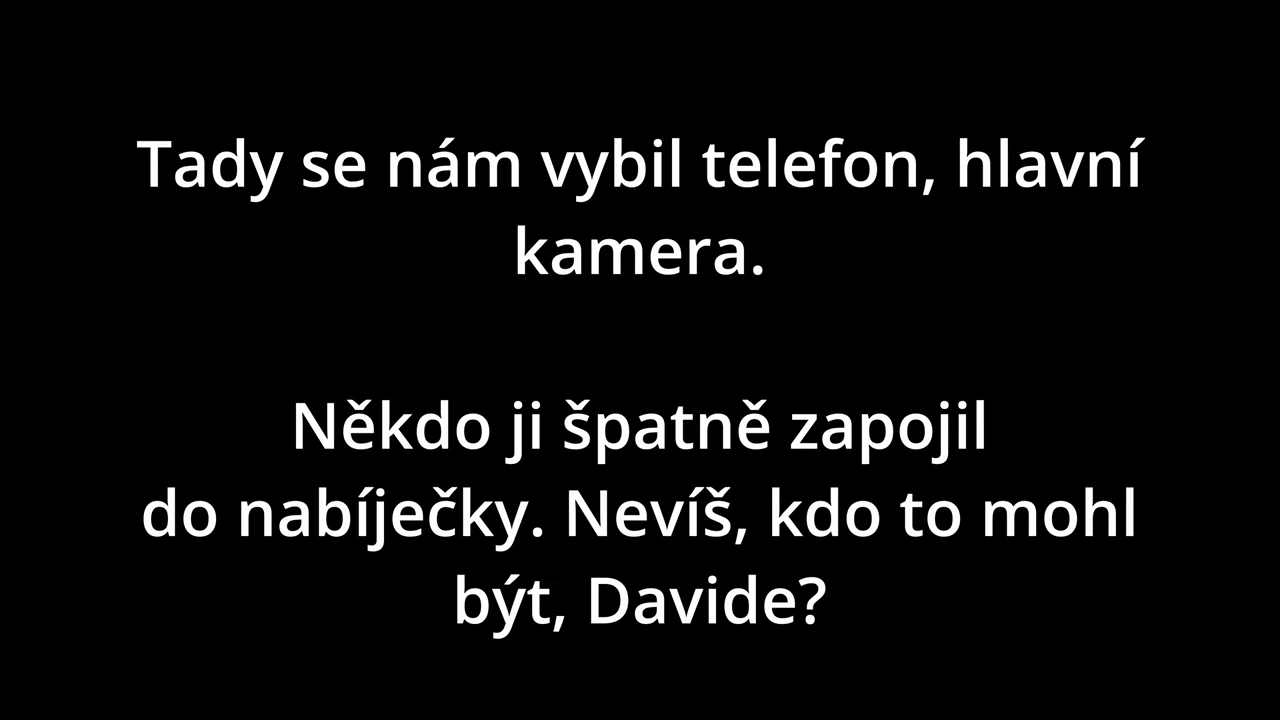 Tady se nám vybil telefon, hlavní
kamera.
Někdo ji špatně zapojil
do nabíječky. Nevíš, kdo to mohl
být, Davide?